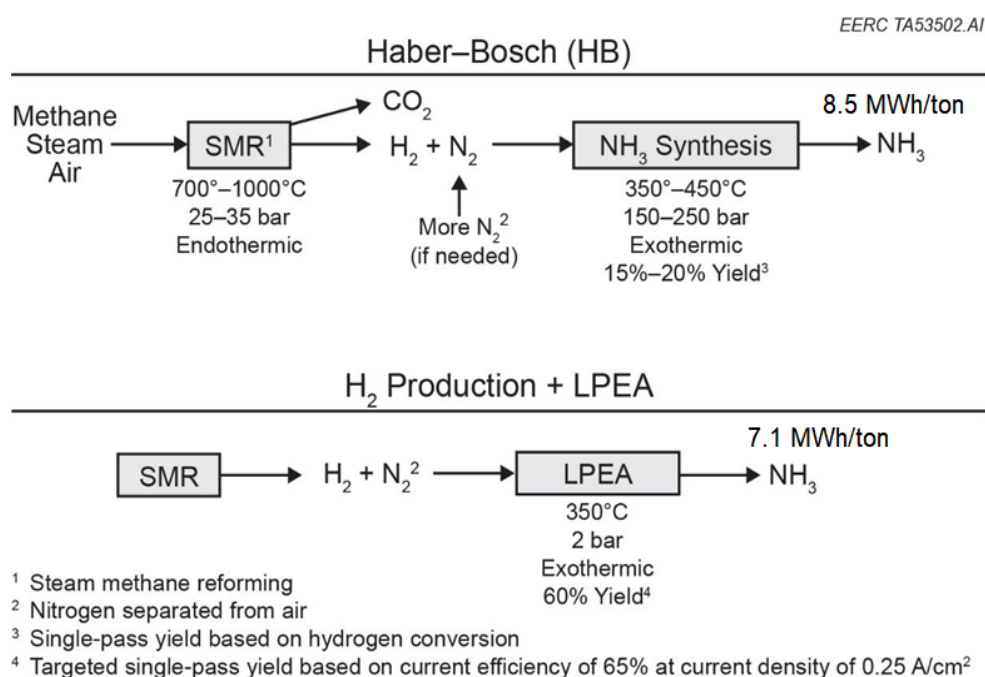 EERC TA53502.AI
Haber–Bosch (HB)
Methane
Steam
Air
SMR¹
700°–1000°C
25–35 bar
Endothermic
CO₂
H₂ + N₂
More N₂²
(if needed)
NH₃ Synthesis
350°–450°C
150–250 bar
Exothermic
15%–20% Yield³
8.5 MWh/ton
NH₃
H₂ Production + LPEA
SMR
H₂ + N₂²
LPEA
350°C
2 bar
Exothermic
60% Yield⁴
7.1 MWh/ton
NH₃
¹ Steam methane reforming
² Nitrogen separated from air
³ Single-pass yield based on hydrogen conversion
⁴ Targeted single-pass yield based on current efficiency of 65% at current density of 0.25 A/cm²